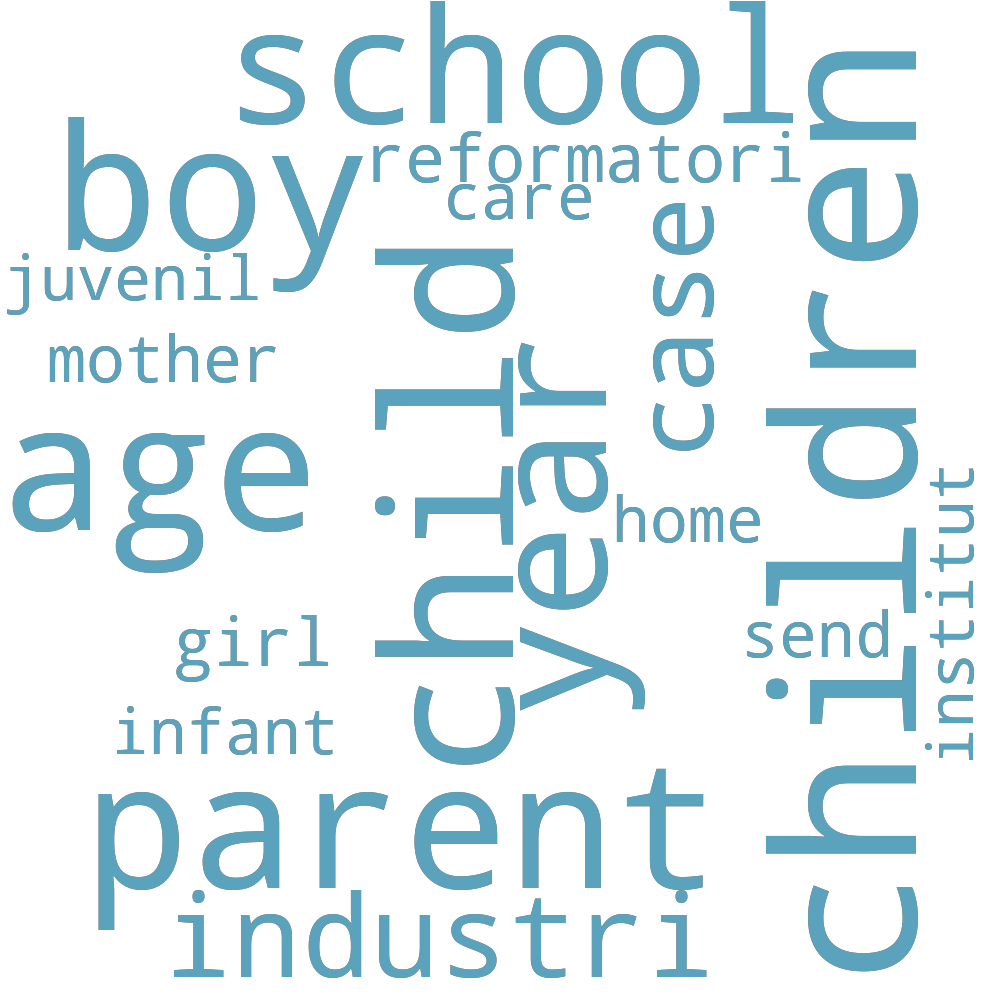 school
boy
reformatori
care
juvenil
mother
child
case
children
age
year
home
institut
girl
send
infant
parent
industri